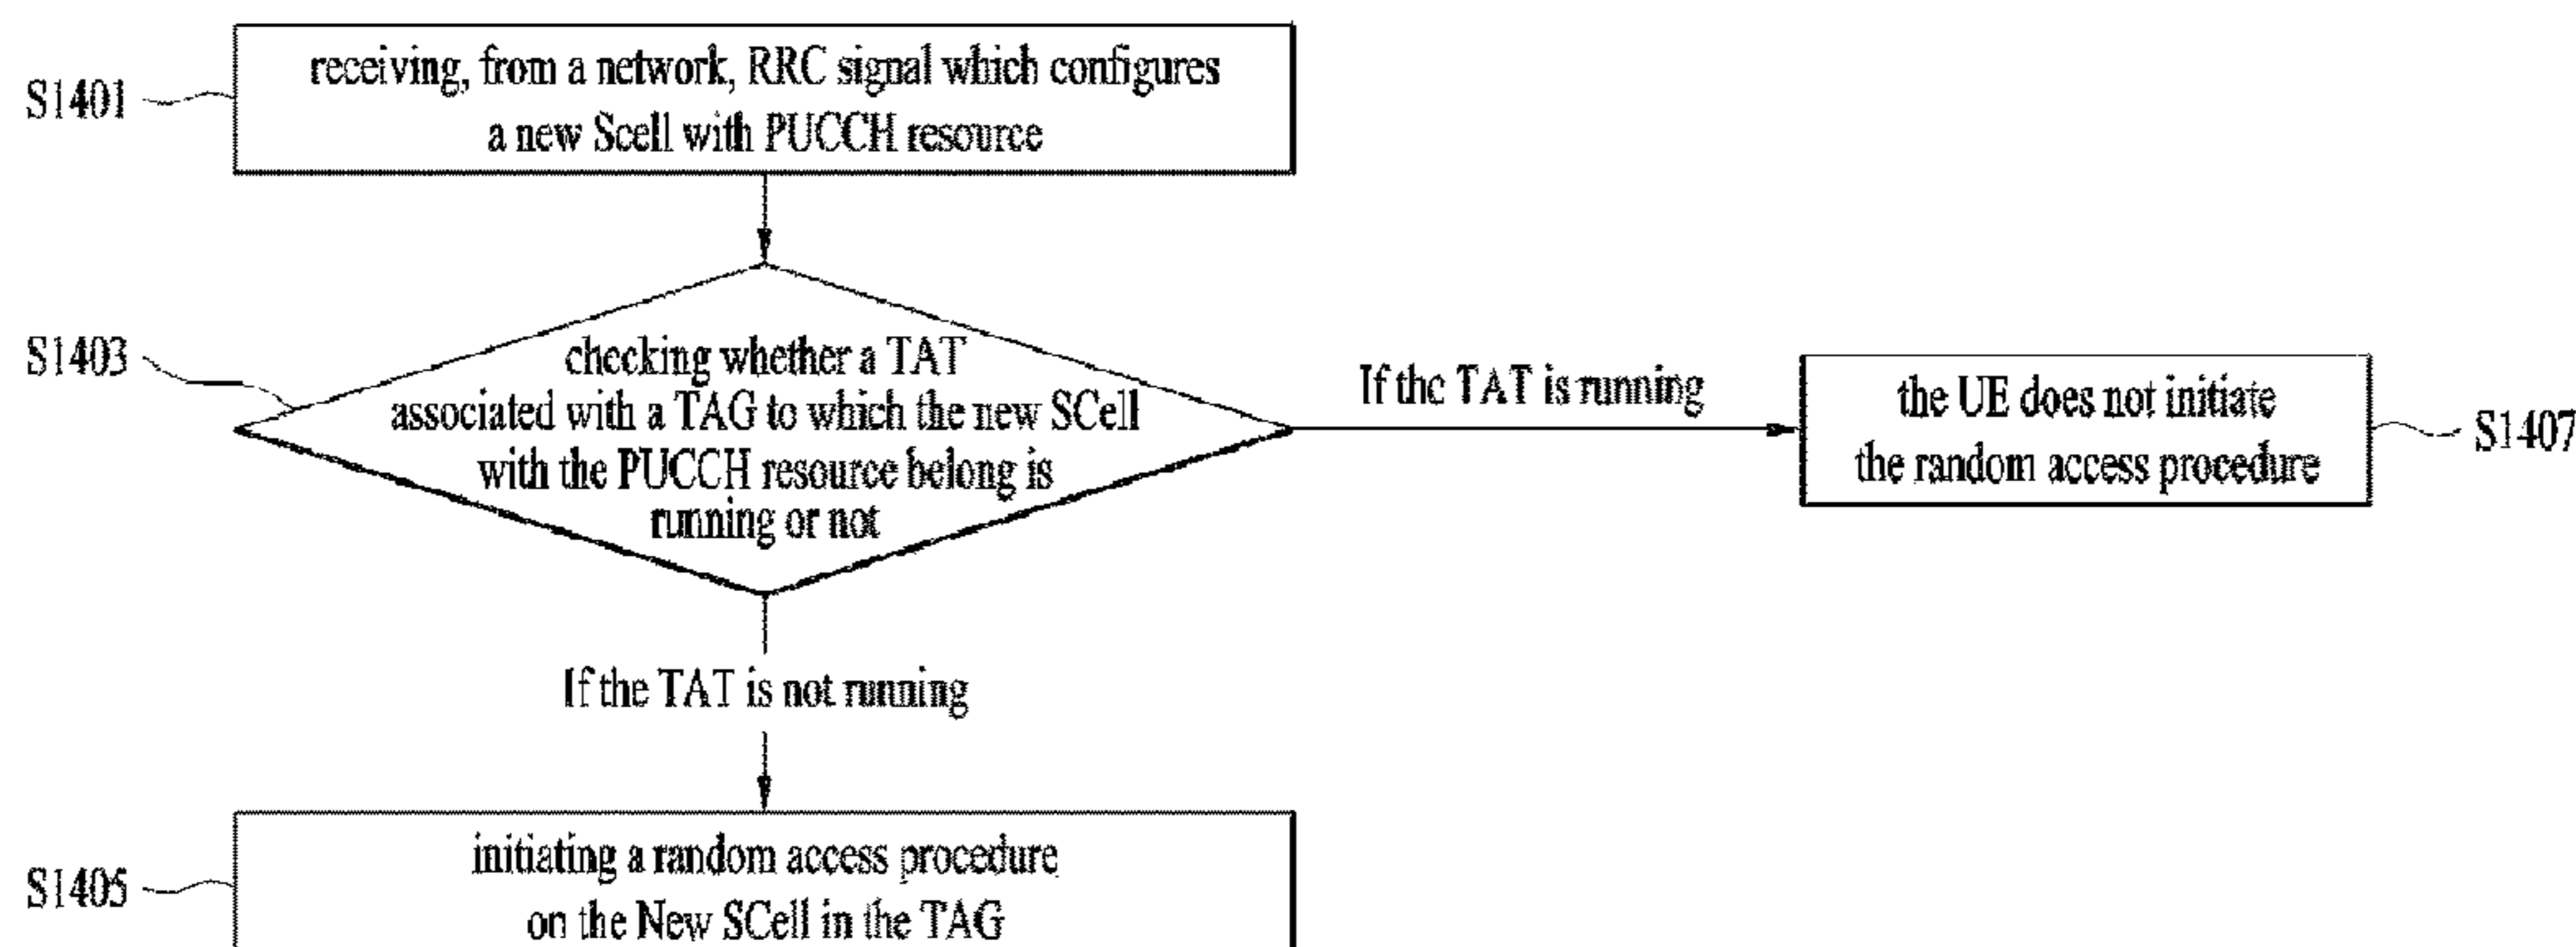 S1401
receiving, from a network, RRC signal which configures
a new Scell with PUCCH resource
S1403
checking whether a TAT
associated with a TAG to which the new SCell
with the PUCCH resource belong is
running or not
If the TAT is running
the UE does not initiate
the random access procedure
S1407
If the TAT is not running
S1405
initiating a random access procedure
on the New SCell in the TAG